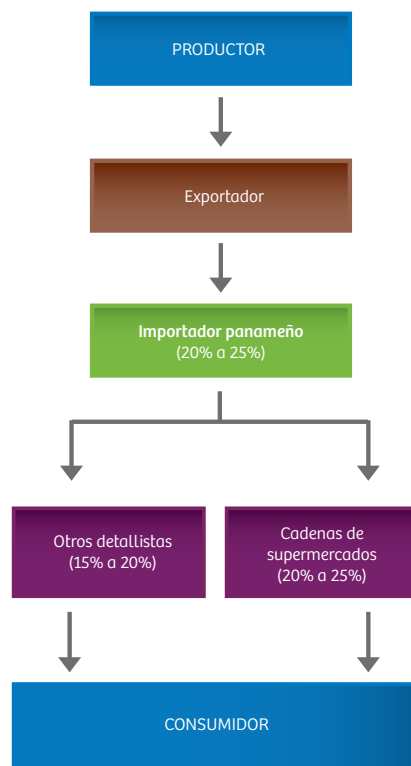 PRODUCTOR
Exportador
Importador panameño
(20% a 25%)
Otros detallistas
(15% a 20%)
Cadenas de
supermercados
(20% a 25%)
CONSUMIDOR